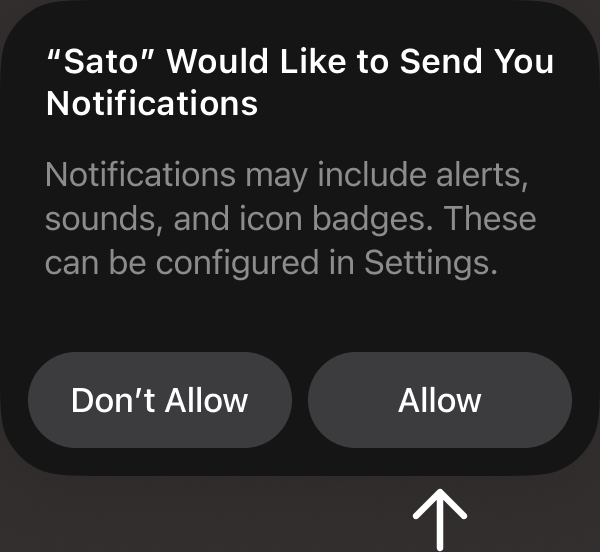 “Sato” Would Like to Send You
Notifications
Notifications may include alerts,
sounds, and icon badges. These
can be configured in Settings.
Don’t Allow
Allow